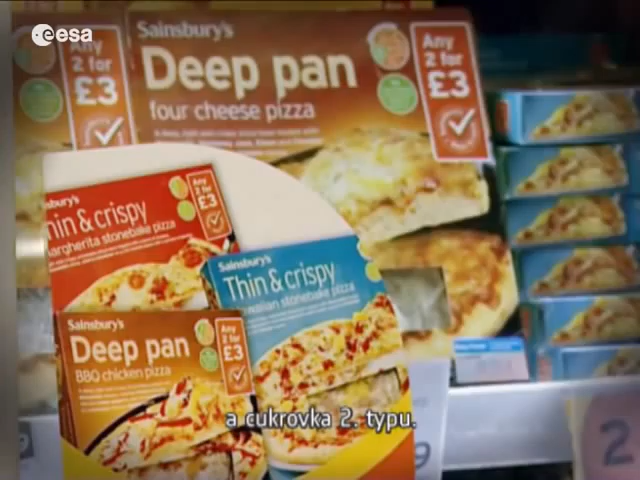 esa
Any
2 for
£3
Sainsbury's
Deep pan
four cheese pizza
Any
2 for
£3
Thin & crispy
margherita stonebake pizza
Any
2 for
£3
Sainsbury's
Thin & crispy
stonebake pizza
Sainsbury's
Deep pan
BBQ chicken pizza
Any
2 for
£3
a cukrovka 2. typu.
2